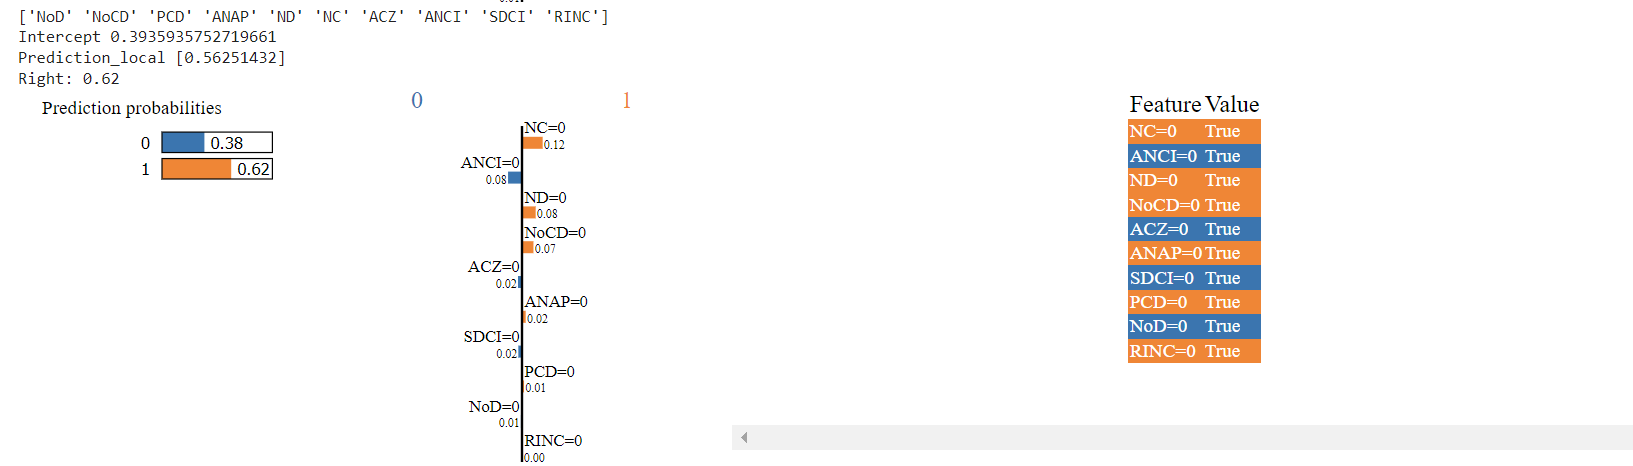 ['NoD' 'NoCD' 'PCD' 'ANAP' 'ND' 'NC' 'ACZ' 'ANCI' 'SDCI' 'RINC']
Intercept 0.3935935752719661
Prediction_local [0.56251432]
Right: 0.62
Prediction probabilities
0 0.38
1 0.62
0 1
NC=0
0.12
ANCI=0
0.08
ND=0
0.08
NoCD=0
0.07
ACZ=0
0.02
ANAP=0
0.02
SDCI=0
0.02
PCD=0
0.01
NoD=0
0.01
RINC=0
0.00
Feature Value
NC=0 True
ANCI=0 True
ND=0 True
NoCD=0 True
ACZ=0 True
ANAP=0 True
SDCI=0 True
PCD=0 True
NoD=0 True
RINC=0 True